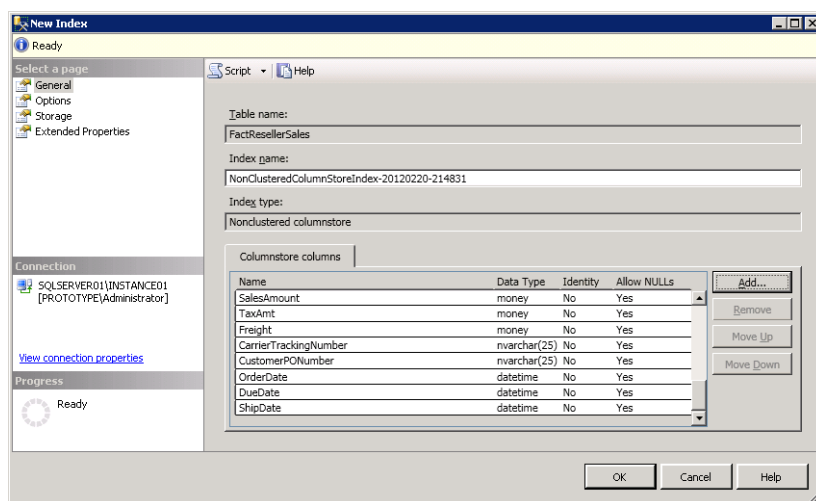 New Index
Ready
Select a page
General
Options
Storage
Extended Properties
Connection
SQLSERVER01\INSTANCE01
[PROTOTYPE\Administrator]
View connection properties
Progress
Ready
Script Help
Table name:
FactResellerSales
Index name:
NonClusteredColumnStoreIndex-20120220-214831
Index type:
Nonclustered columnstore
Columnstore columns
Name Data Type Identity Allow NULLs
SalesAmount money No Yes
TaxAmt money No Yes
Freight money No Yes
CarrierTrackingNumber nvarchar(25) No Yes
CustomerPONumber nvarchar(25) No Yes
OrderDate datetime No Yes
DueDate datetime No Yes
ShipDate datetime No Yes
Add...
Remove
Move Up
Move Down
OK Cancel Help